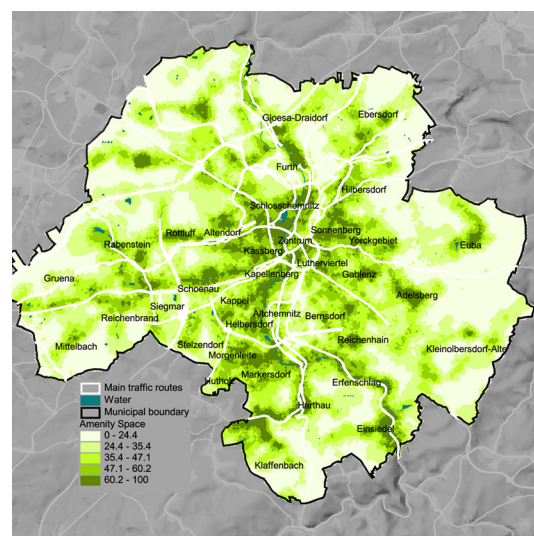 Gloesa-Draisdorf
Ebersdorf
Furth
Hilbersdorf
Schlosschemnitz
Rottluff
Altendorf
Sonnenberg
Zentrum
Yorckgebiet
Rabenstein
Kassberg
Euba
Lutherviertel
Gruena
Kapellenberg
Gablenz
Schoenau
Adelsberg
Kappel
Siegmar
Reichenbrand
Altchemnitz
Bernsdorf
Helbersdorf
Mittelbach
Stelzendorf
Reichenhain
Kleinolbersdorf-Alte
Morgenleite
Markersdorf
Hutholz
Erfenschlag
Main traffic routes
Water
Municipal boundary
Harthau
Amenity Space
0 - 24.4
24.4 - 35.4
35.4 - 47.1
47.1 - 60.2
60.2 - 100
Einsiedel
Klaffenbach